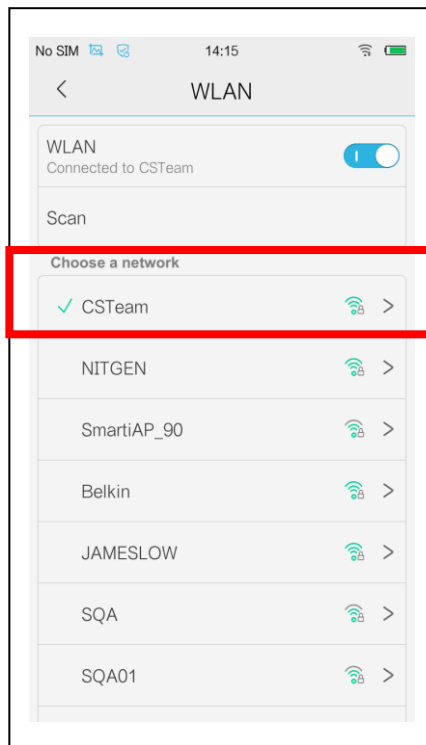 No SIM 14:15
WLAN
WLAN
Connected to CSTeam
Scan
Choose a network
CSTeam
NITGEN
SmartiAP_90
Belkin
JAMESLOW
SQA
SQA01